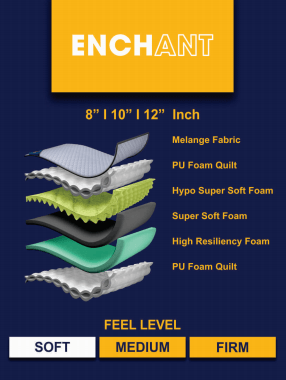 ENCHANT
8” I 10” I 12” Inch
Melange Fabric
PU Foam Quilt
Hypo Super Soft Foam
Super Soft Foam
High Resiliency Foam
PU Foam Quilt
FEEL LEVEL
SOFT MEDIUM FIRM